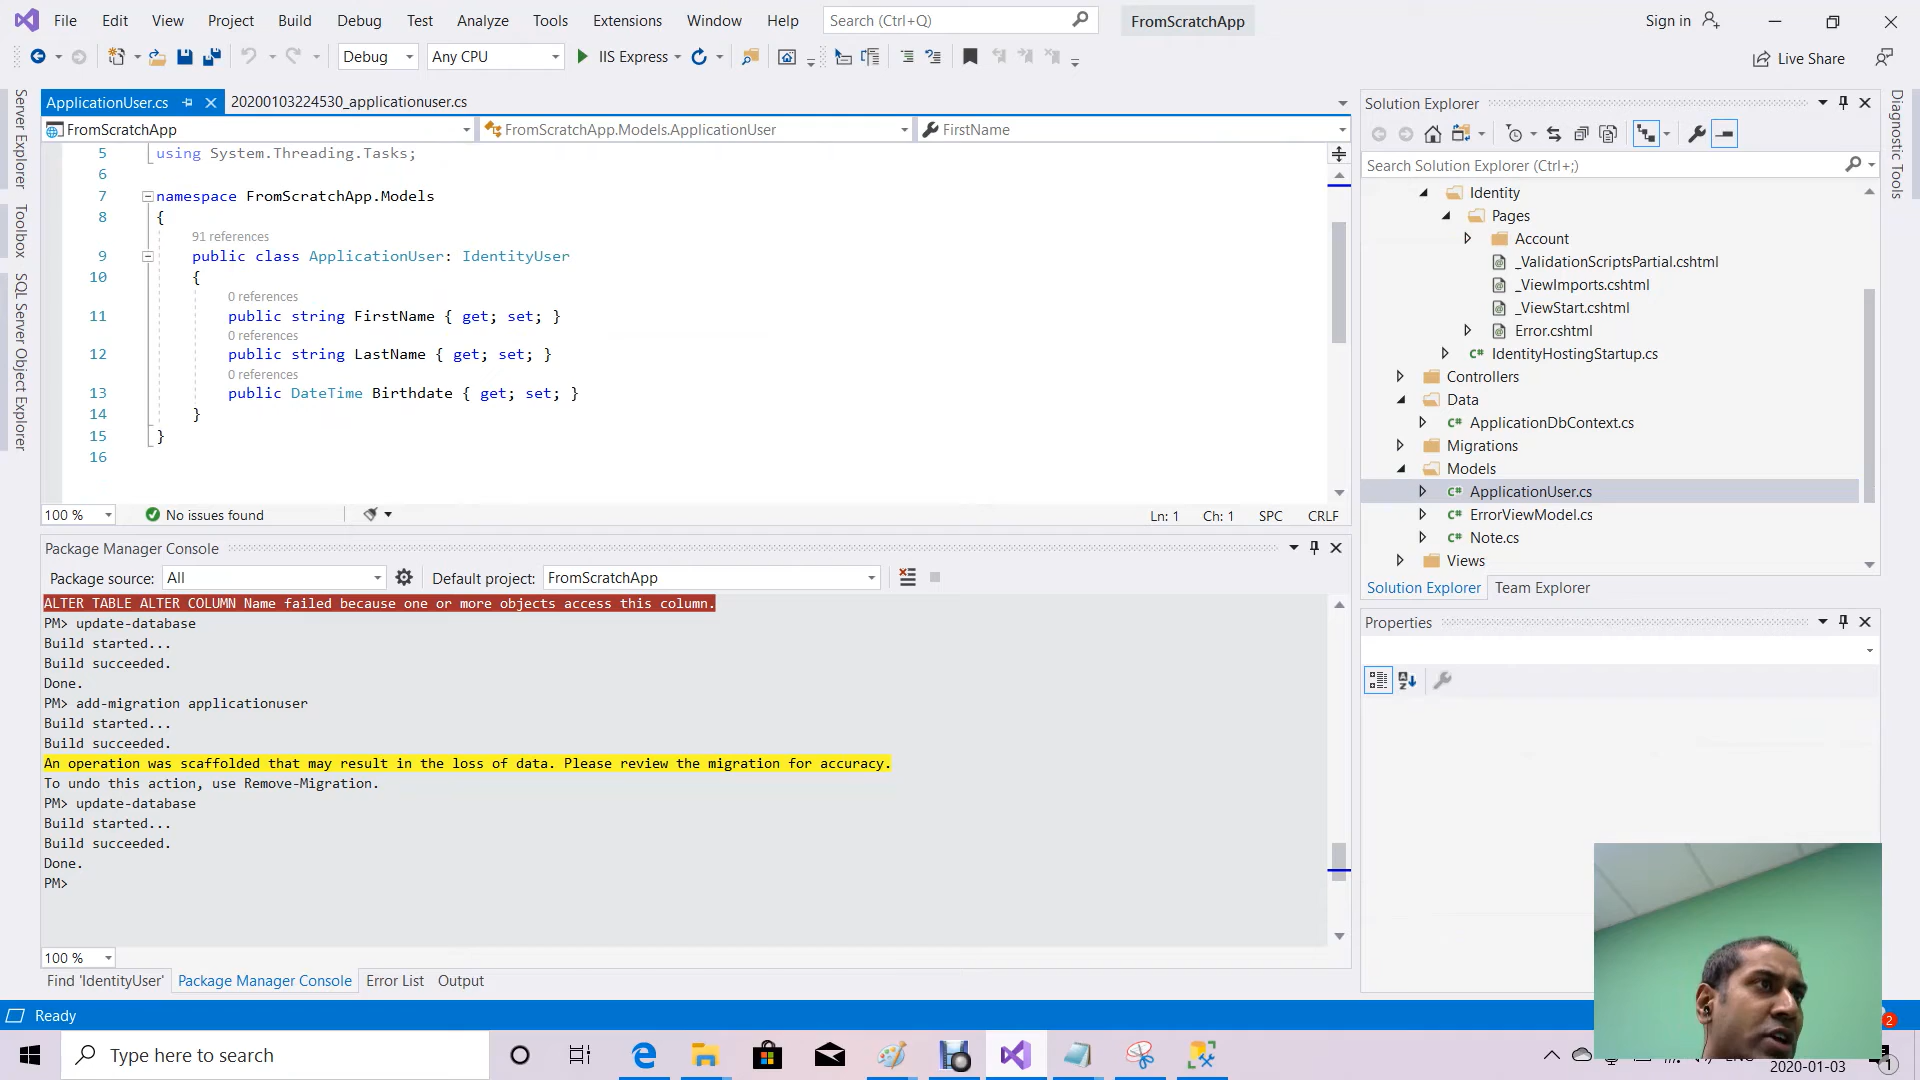 File Edit View Project Build Debug Test Analyze Tools Extensions Window Help Search (Ctrl+Q) FromScratchApp Sign in
Debug Any CPU IIS Express Live Share
Server Explorer
Toolbox
SQL Server Object Explorer
ApplicationUser.cs 20200103224530_applicationuser.cs
FromScratchApp FromScratchApp.Models.ApplicationUser FirstName
5 using System.Threading.Tasks;
6
7 namespace FromScratchApp.Models
8 {
91 references
9 public class ApplicationUser: IdentityUser
10 {
0 references
11 public string FirstName { get; set; }
0 references
12 public string LastName { get; set; }
0 references
13 public DateTime Birthdate { get; set; }
14 }
15 }
16
100 % No issues found Ln: 1 Ch: 1 SPC CRLF
Package Manager Console
Package source: All Default project: FromScratchApp
ALTER TABLE ALTER COLUMN Name failed because one or more objects access this column.
PM> update-database
Build started...
Build succeeded.
Done.
PM> add-migration applicationuser
Build started...
Build succeeded.
An operation was scaffolded that may result in the loss of data. Please review the migration for accuracy.
To undo this action, use Remove-Migration.
PM> update-database
Build started...
Build succeeded.
Done.
PM>
100 %
Find 'IdentityUser' Package Manager Console Error List Output
Solution Explorer
Search Solution Explorer (Ctrl+;)
Identity
Pages
Account
_ValidationScriptsPartial.cshtml
_ViewImports.cshtml
_ViewStart.cshtml
Error.cshtml
C# IdentityHostingStartup.cs
Controllers
Data
C# ApplicationDbContext.cs
Migrations
Models
C# ApplicationUser.cs
C# ErrorViewModel.cs
C# Note.cs
Views
Solution Explorer Team Explorer
Properties
Diagnostic Tools
Ready 2
Type here to search
2020-01-03 1